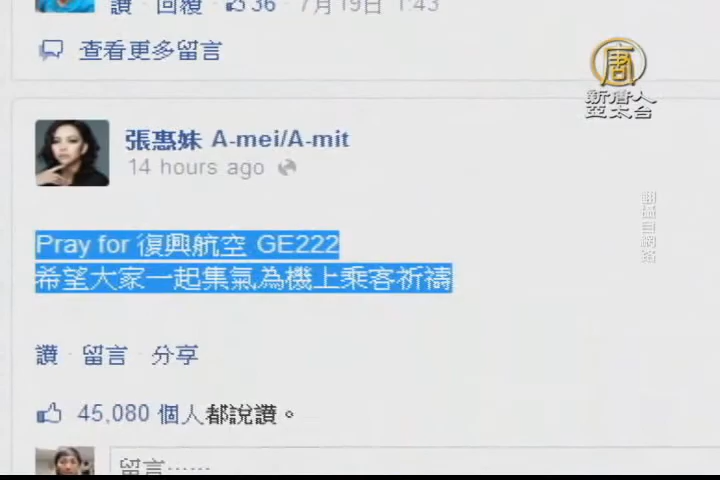 讚 · 回覆 · 36 · 7月19日 1:43
查看更多留言
唐
新唐人
亞太台
張惠妹 A-mei/A-mit
14 hours ago
翻攝自網路
Pray for 復興航空 GE222
希望大家一起集氣為機上乘客祈禱
讚 · 留言 · 分享
45,080 個人都說讚。
留言……